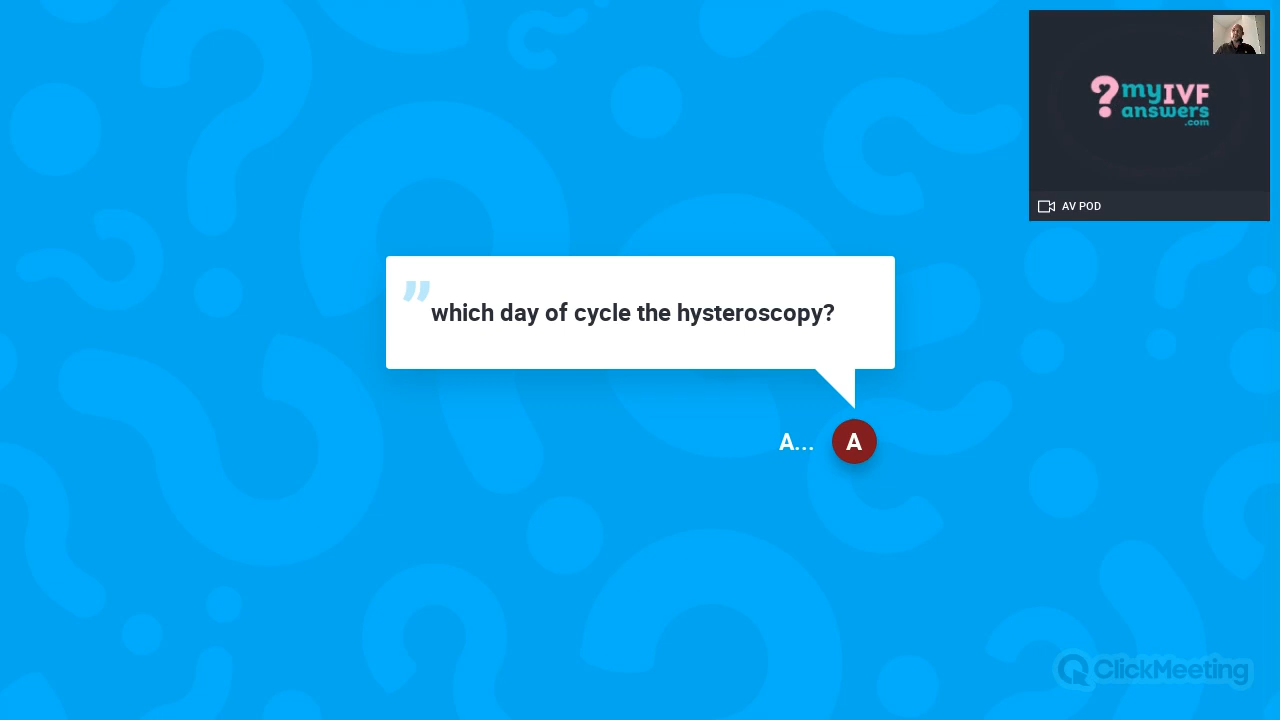 ?myIVF
answers
.com
AV POD
” which day of cycle the hysteroscopy?
A... A
ClickMeeting